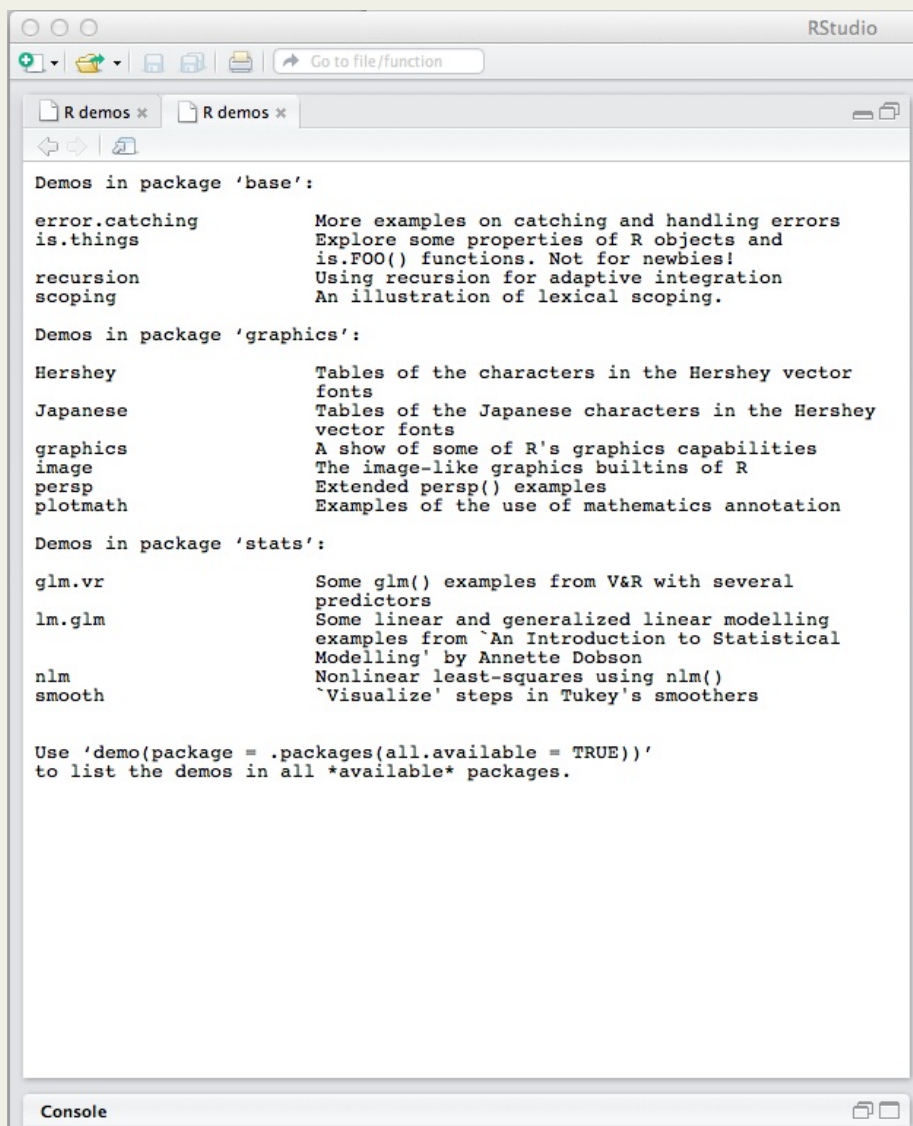 RStudio
Go to file/function
R demos
R demos
Demos in package ‘base’:
error.catching More examples on catching and handling errors
is.things Explore some properties of R objects and
is.FOO() functions. Not for newbies!
recursion Using recursion for adaptive integration
scoping An illustration of lexical scoping.
Demos in package ‘graphics’:
Hershey Tables of the characters in the Hershey vector
fonts
Japanese Tables of the Japanese characters in the Hershey
vector fonts
graphics A show of some of R's graphics capabilities
image The image-like graphics builtins of R
persp Extended persp() examples
plotmath Examples of the use of mathematics annotation
Demos in package ‘stats’:
glm.vr Some glm() examples from V&R with several
predictors
lm.glm Some linear and generalized linear modelling
examples from `An Introduction to Statistical
Modelling' by Annette Dobson
nlm Nonlinear least-squares using nlm()
smooth `Visualize' steps in Tukey's smoothers
Use ‘demo(package = .packages(all.available = TRUE))’
to list the demos in all *available* packages.
Console